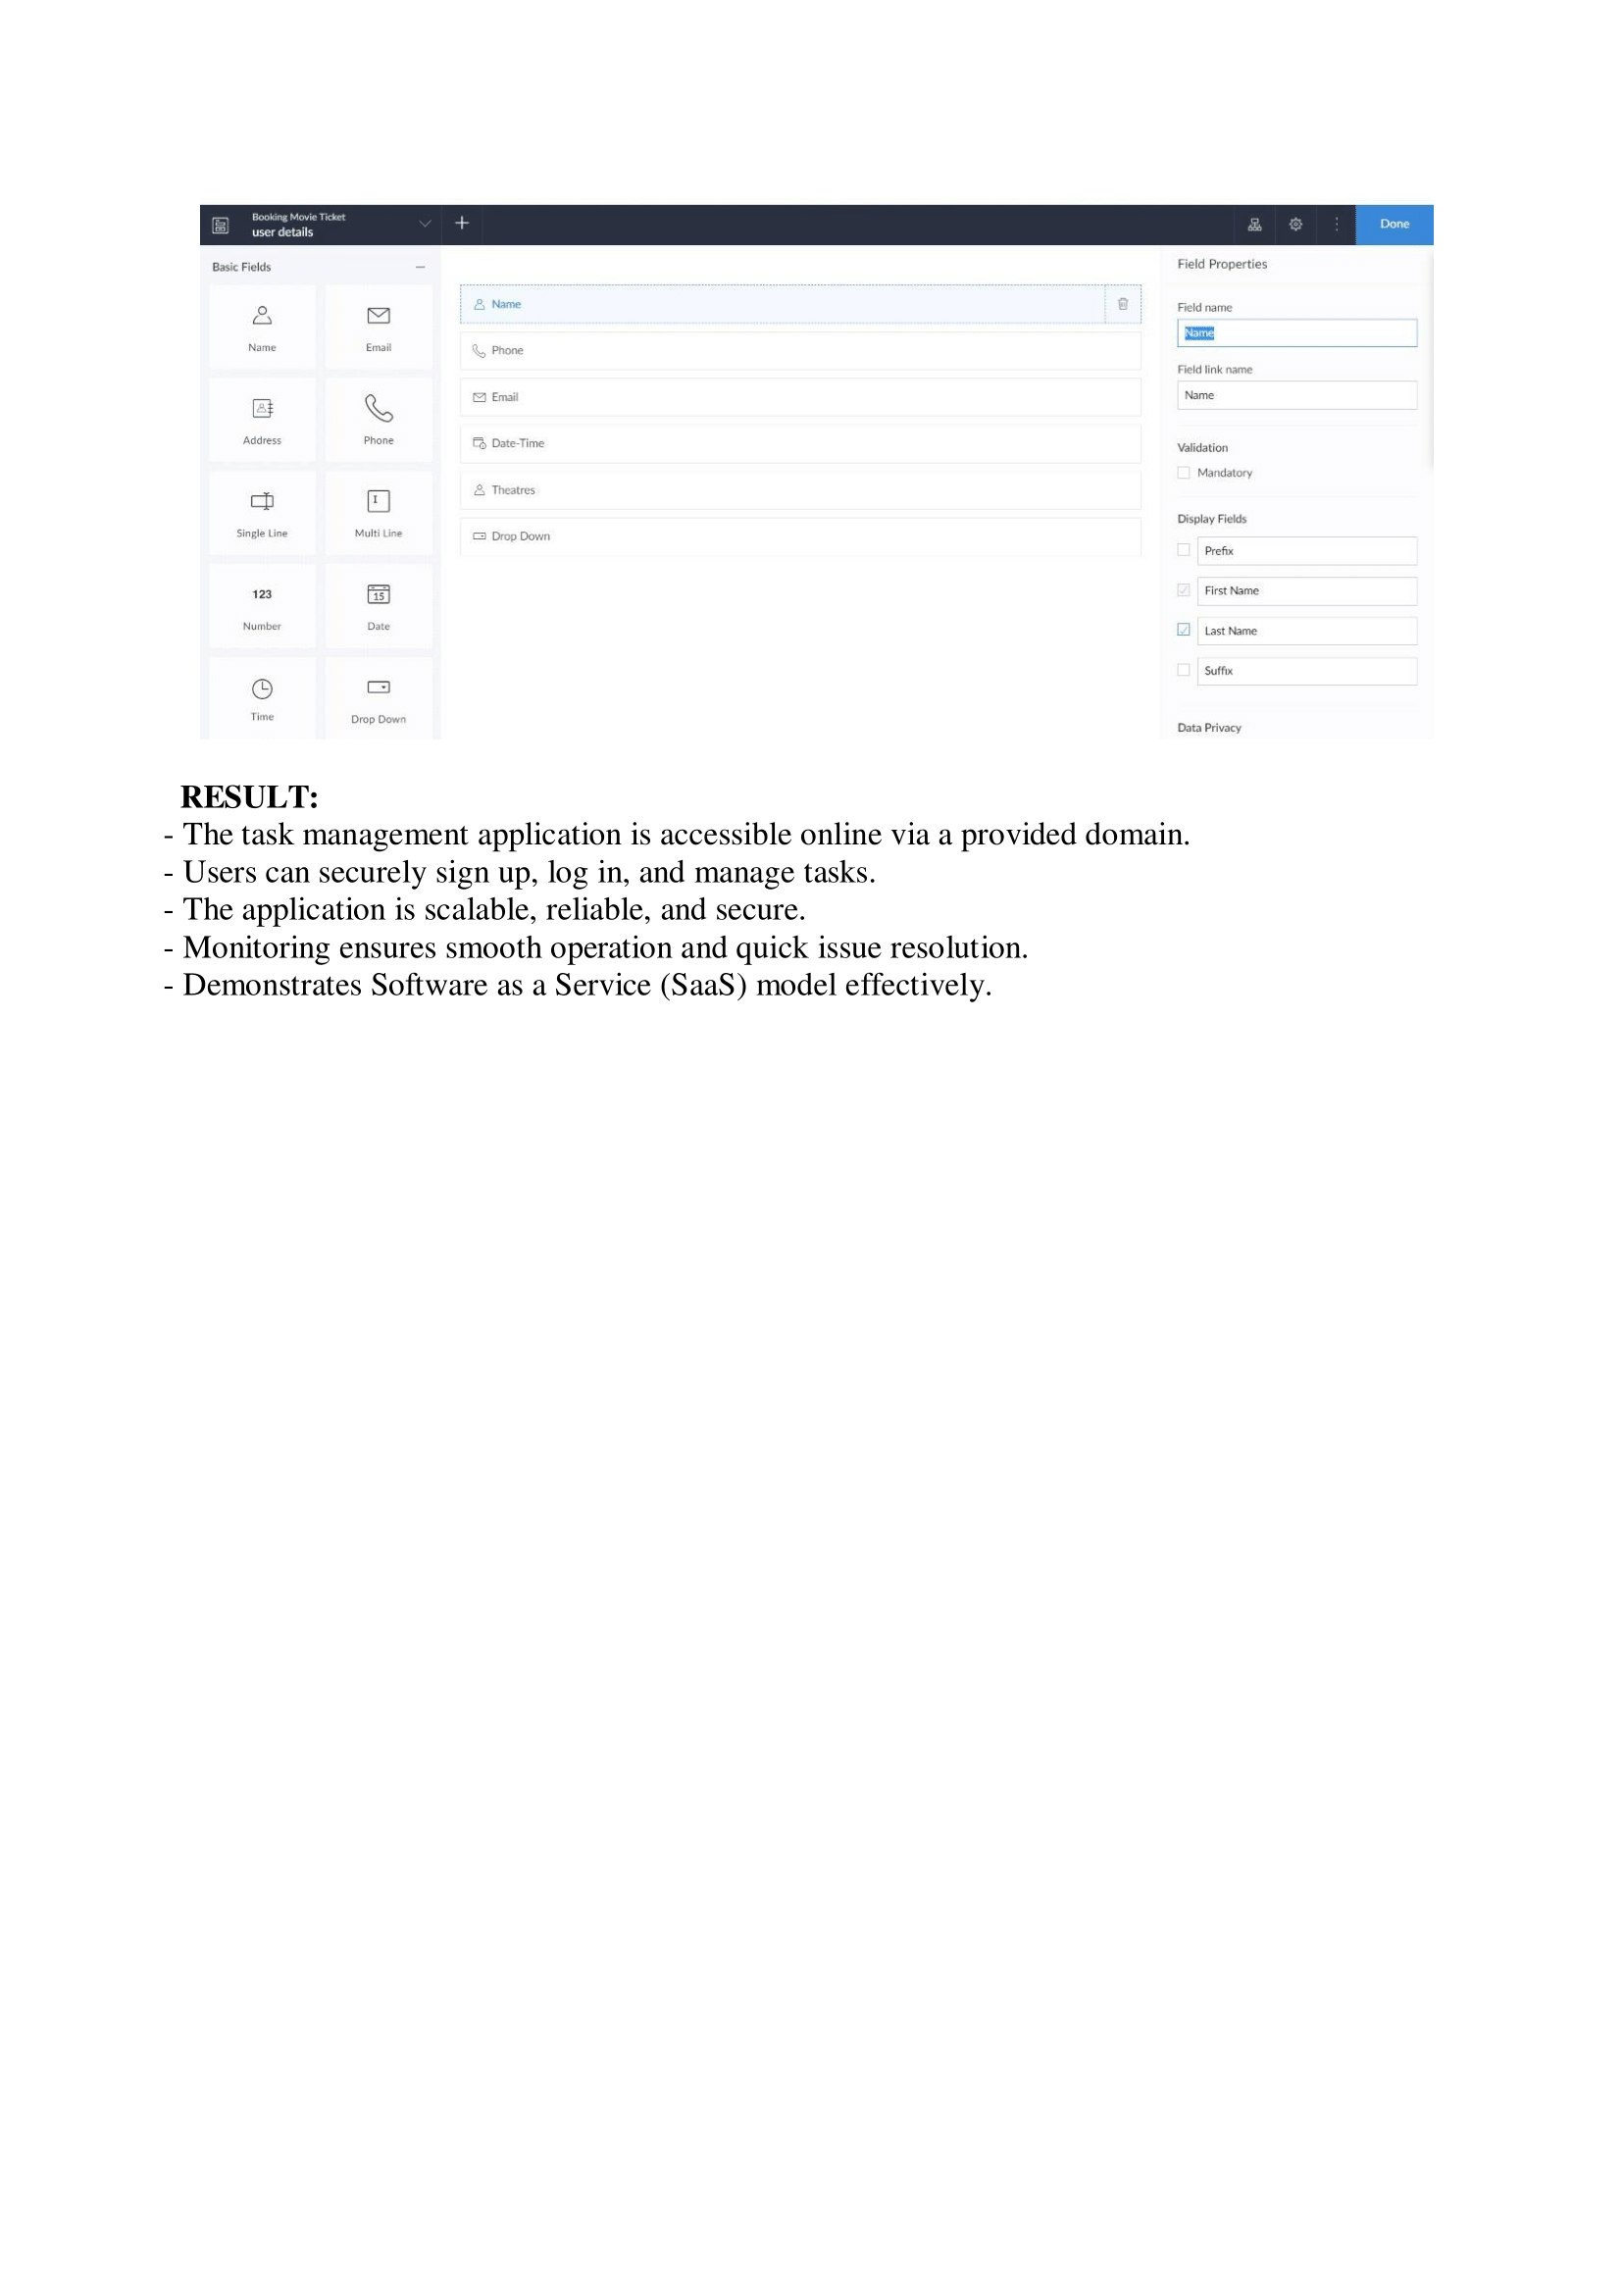 Booking Movie Ticket
user details
Done
Basic Fields
Name Email
Address Phone
Single Line Multi Line
123 15
Number Date
Time Drop Down
Name
Phone
Email
Date-Time
Theatres
Drop Down
Field Properties
Field name
Name
Field link name
Name
Validation
Mandatory
Display Fields
Prefix
First Name
Last Name
Suffix
Data Privacy
RESULT:
- The task management application is accessible online via a provided domain.
- Users can securely sign up, log in, and manage tasks.
- The application is scalable, reliable, and secure.
- Monitoring ensures smooth operation and quick issue resolution.
- Demonstrates Software as a Service (SaaS) model effectively.